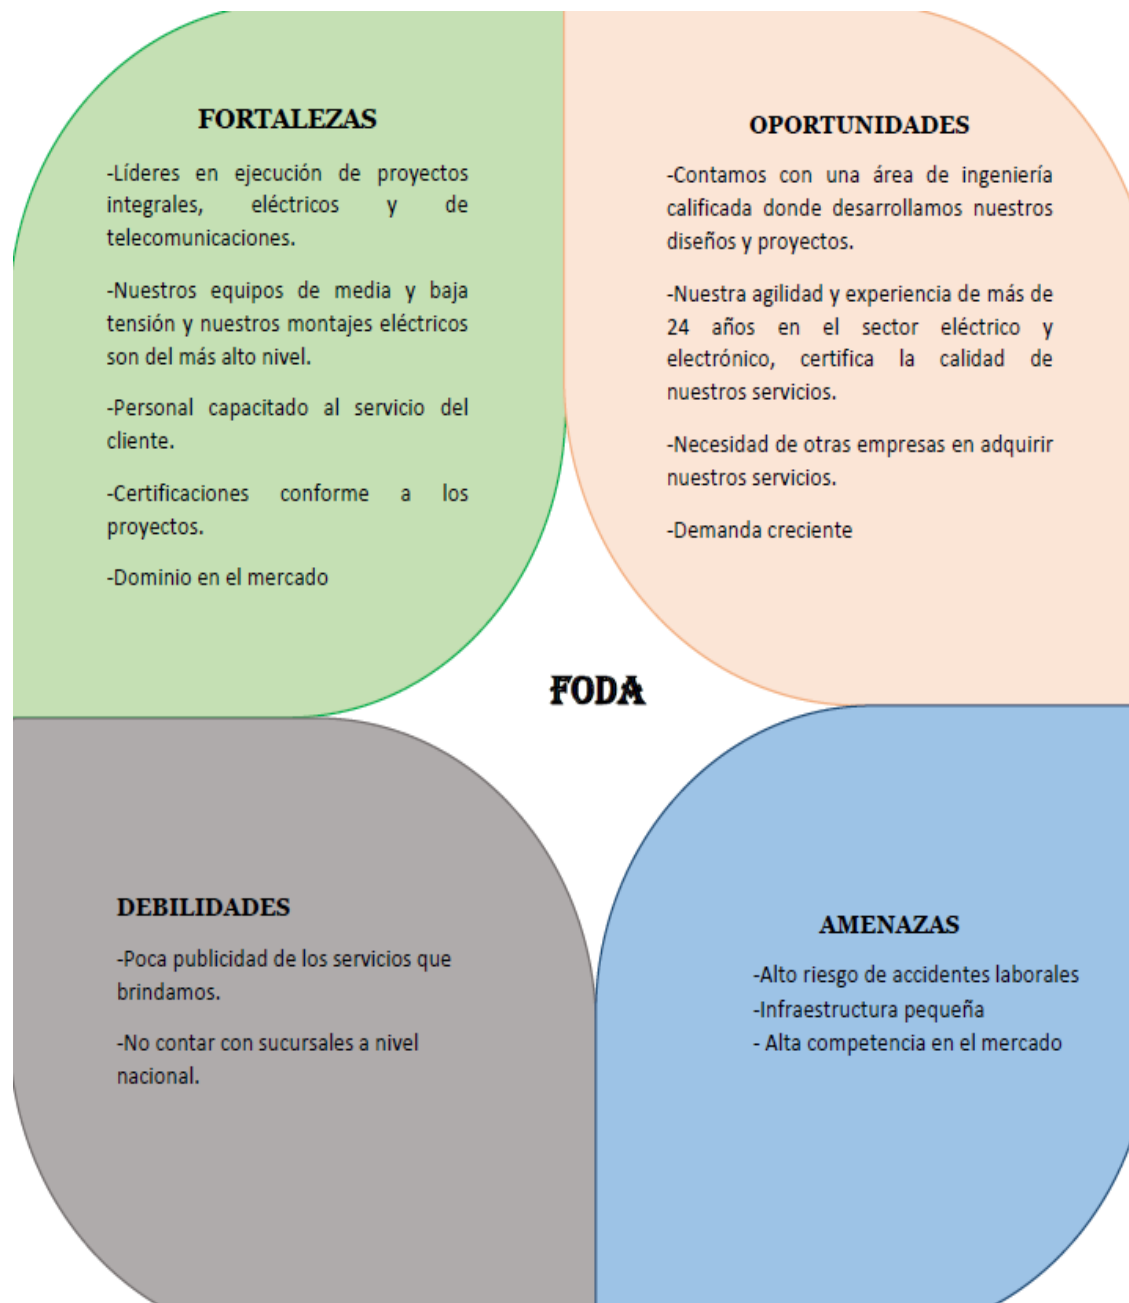 FORTALEZAS
-Líderes en ejecución de proyectos
integrales, eléctricos y de
telecomunicaciones.
-Nuestros equipos de media y baja
tensión y nuestros montajes eléctricos
son del más alto nivel.
-Personal capacitado al servicio del
cliente.
-Certificaciones conforme a los
proyectos.
-Dominio en el mercado
OPORTUNIDADES
-Contamos con una área de ingeniería
calificada donde desarrollamos nuestros
diseños y proyectos.
-Nuestra agilidad y experiencia de más de
24 años en el sector eléctrico y
electrónico, certifica la calidad de
nuestros servicios.
-Necesidad de otras empresas en adquirir
nuestros servicios.
-Demanda creciente
FODA
DEBILIDADES
-Poca publicidad de los servicios que
brindamos.
-No contar con sucursales a nivel
nacional.
AMENAZAS
-Alto riesgo de accidentes laborales
-Infraestructura pequeña
- Alta competencia en el mercado